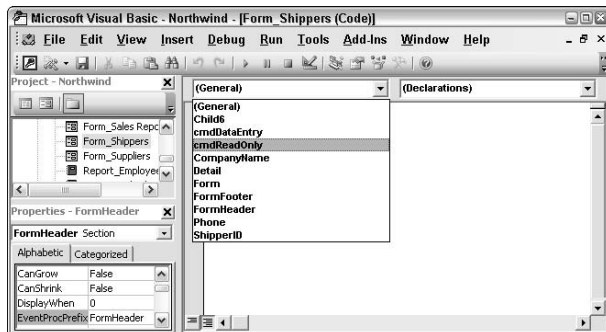 Microsoft Visual Basic - Northwind - [Form_Shippers (Code)]
File Edit View Insert Debug Run Tools Add-Ins Window Help
Project - Northwind
Form_Sales Repc
Form_Shippers
Form_Suppliers
Report_Employee
Properties - FormHeader
FormHeader Section
Alphabetic Categorized
CanGrow False
CanShrink False
DisplayWhen 0
EventProcPrefix FormHeader
(General) (Declarations)
(General)
Child6
cmdDataEntry
cmdReadOnly
CompanyName
Detail
Form
FormFooter
FormHeader
Phone
ShipperID